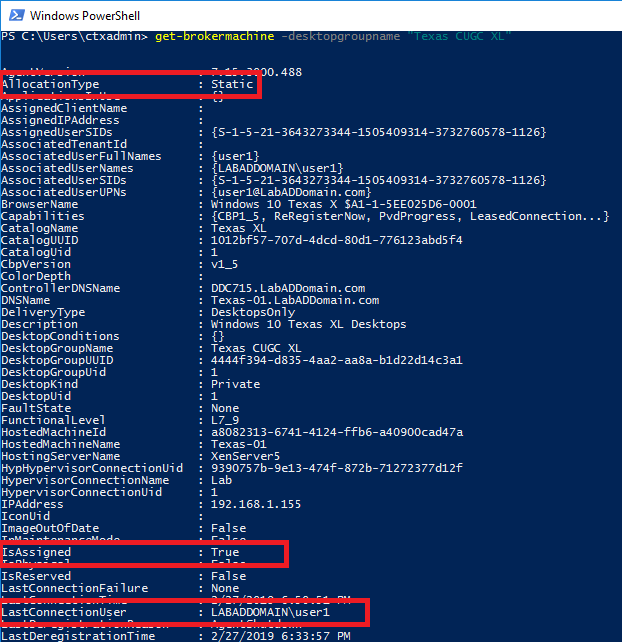 Windows PowerShell
PS C:\Users\ctxadmin> get-brokermachine -desktopgroupname "Texas CUGC XL"
AgentVersion : 7.15.3000.488
AllocationType : Static
ApplicationsInUse : {}
AssignedClientName :
AssignedIPAddress :
AssignedUserSIDs : {S-1-5-21-3643273344-1505409314-3732760578-1126}
AssociatedTenantId :
AssociatedUserFullNames : {user1}
AssociatedUserNames : {LABADDOMAIN\user1}
AssociatedUserSIDs : {S-1-5-21-3643273344-1505409314-3732760578-1126}
AssociatedUserUPNs : {user1@LabADDomain.com}
BrowserName : Windows 10 Texas X $A1-1-5EE025D6-0001
Capabilities : {CBP1_5, ReRegisterNow, PvdProgress, LeasedConnection...}
CatalogName : Texas XL
CatalogUUID : 1012bf57-707d-4dcd-80d1-776123abd5f4
CatalogUid : 1
CbpVersion : v1_5
ColorDepth :
ControllerDNSName : DDC715.LabADDomain.com
DNSName : Texas-01.LabADDomain.com
DeliveryType : DesktopsOnly
Description : Windows 10 Texas XL Desktops
DesktopConditions : {}
DesktopGroupName : Texas CUGC XL
DesktopGroupUUID : 4444f394-d835-4aa2-aa8a-b1d22d14c3a1
DesktopGroupUid : 1
DesktopKind : Private
DesktopUid : 1
FaultState : None
FunctionalLevel : L7_9
HostedMachineId : a8082313-6741-4124-ffb6-a40900cad47a
HostedMachineName : Texas-01
HostingServerName : XenServer5
HypHypervisorConnectionUid : 9390757b-9e13-474f-872b-71272377d12f
HypervisorConnectionName : Lab
HypervisorConnectionUid : 1
IPAddress : 192.168.1.155
IconUid :
ImageOutOfDate : False
InMaintenanceMode : False
IsAssigned : True
IsPhysical : False
IsReserved : False
LastConnectionFailure : None
LastConnectionTime : 2/27/2019 6:50:51 PM
LastConnectionUser : LABADDOMAIN\user1
LastDeregistrationReason : AgentShutdown
LastDeregistrationTime : 2/27/2019 6:33:57 PM